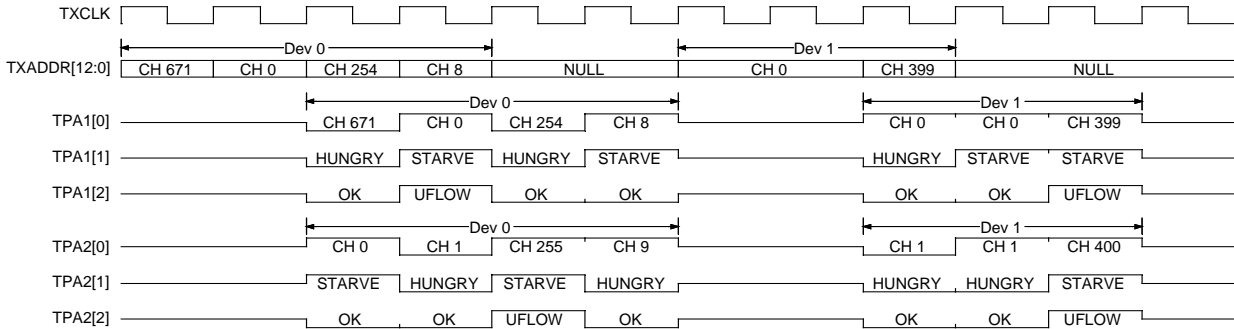 TXCLK
Dev 0 Dev 1
TXADDR[12:0] CH 671 CH 0 CH 254 CH 8 NULL CH 0 CH 399 NULL
Dev 0 Dev 1
TPA1[0] CH 671 CH 0 CH 254 CH 8 CH 0 CH 0 CH 399
TPA1[1] HUNGRY STARVE HUNGRY STARVE HUNGRY STARVE STARVE
TPA1[2] OK UFLOW OK OK OK OK UFLOW
Dev 0 Dev 1
TPA2[0] CH 0 CH 1 CH 255 CH 9 CH 1 CH 1 CH 400
TPA2[1] STARVE HUNGRY STARVE HUNGRY HUNGRY HUNGRY STARVE
TPA2[2] OK OK UFLOW OK OK OK UFLOW